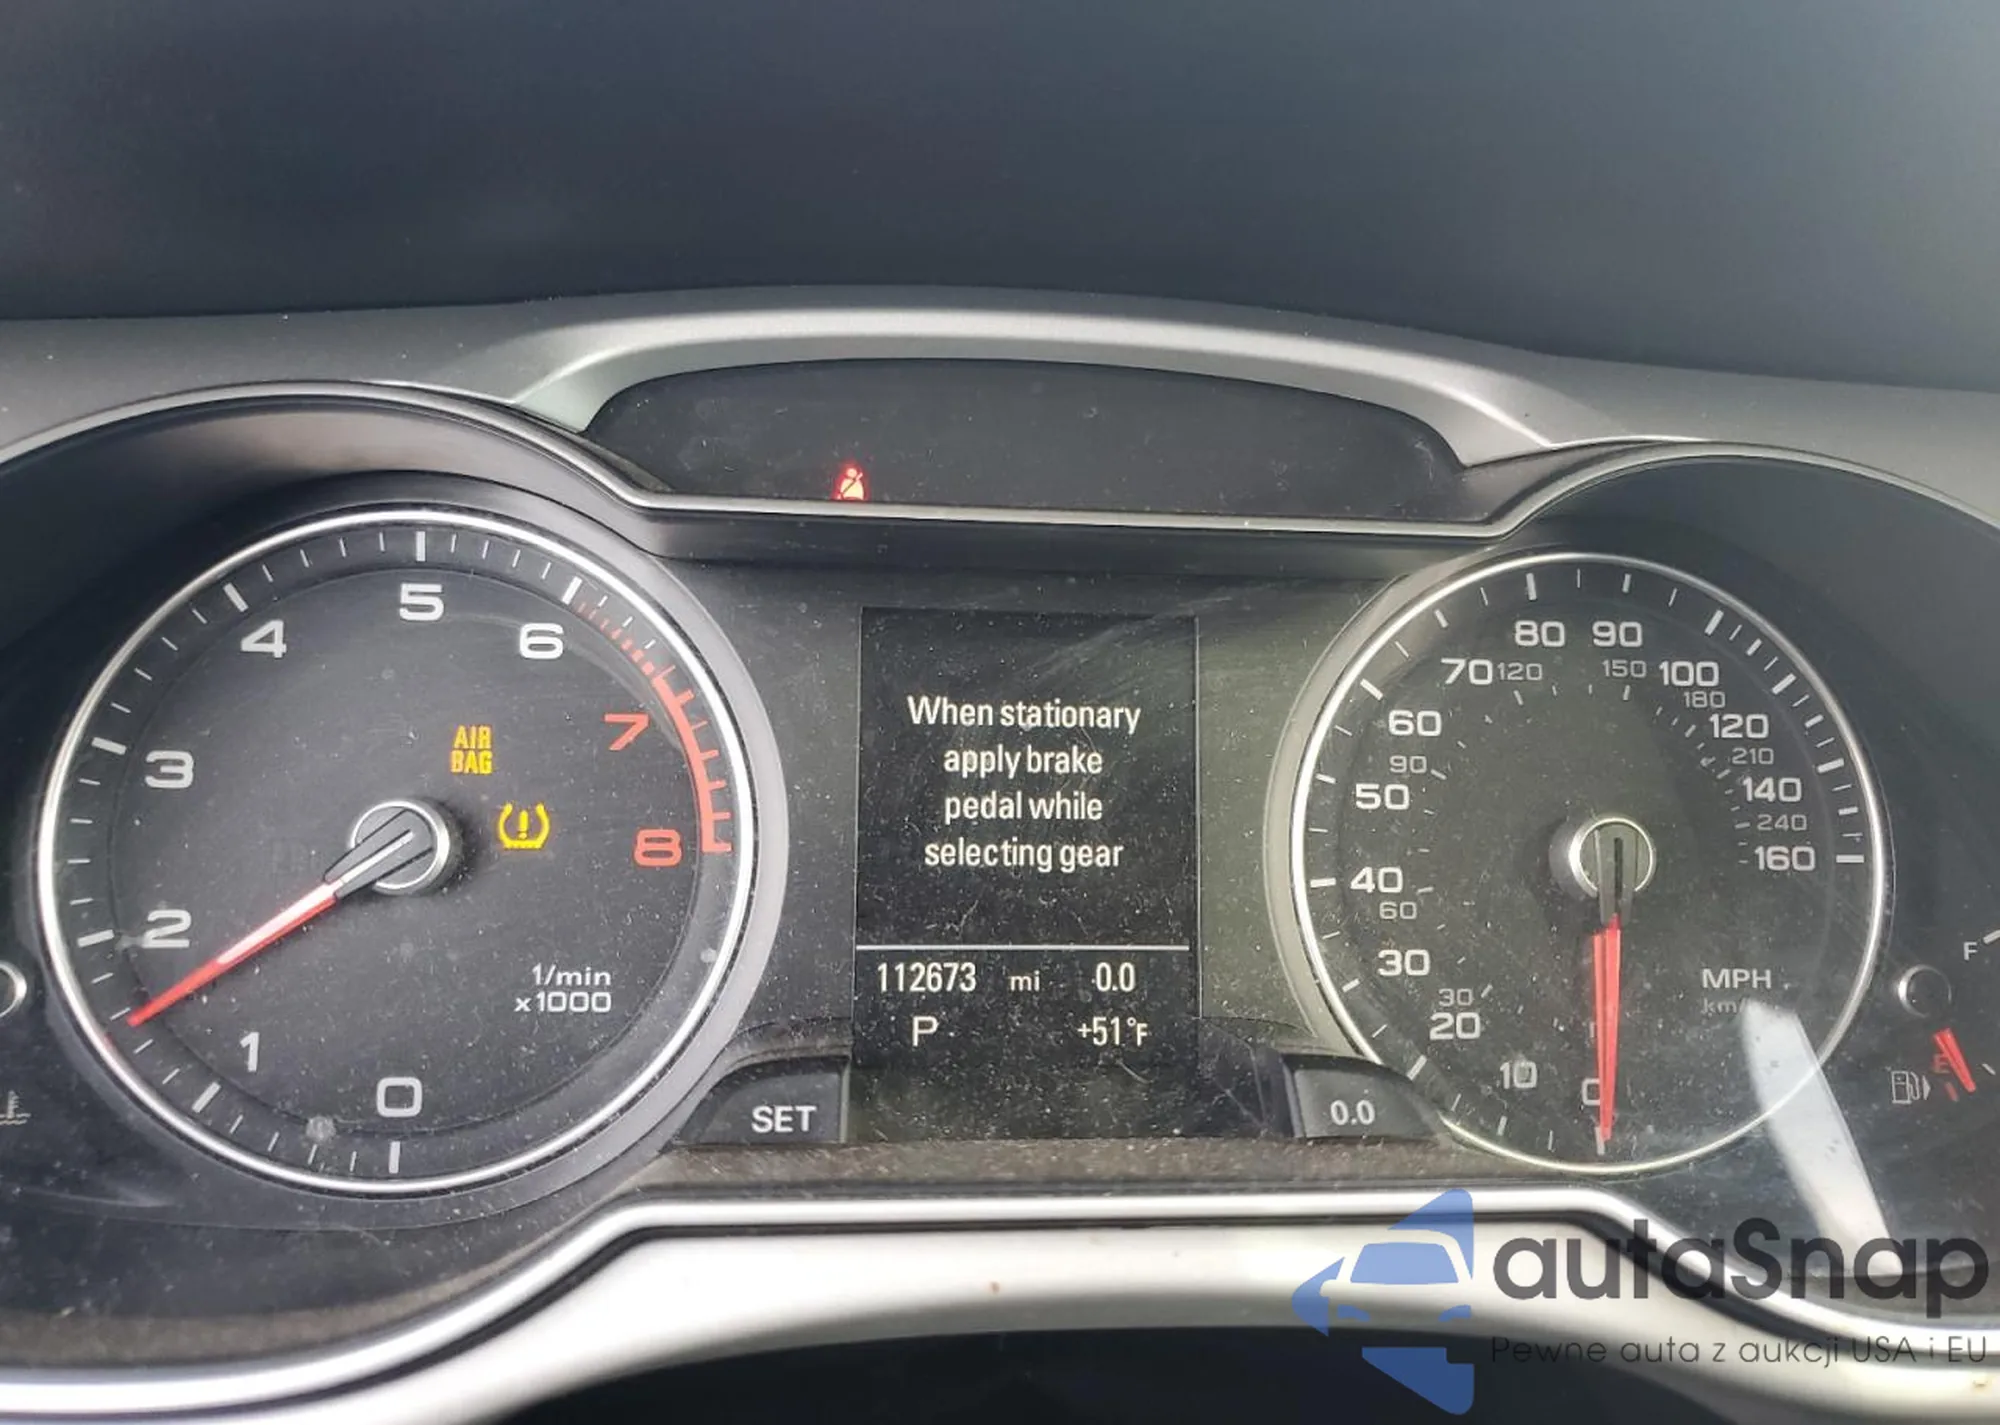 5
4
6
3
7
AIR
BAG
8
2
1/min
x1000
1
0
When stationary
apply brake
pedal while
selecting gear
112673 mi 0.0
P +51°F
SET
0.0
80 90
70 120 150 100
180
60 120
90 210
50 140
240
40 160
60
30 MPH
km/h
30
20
10
0
F
E
autaSnap
Pewne auta z aukcji USA i EU